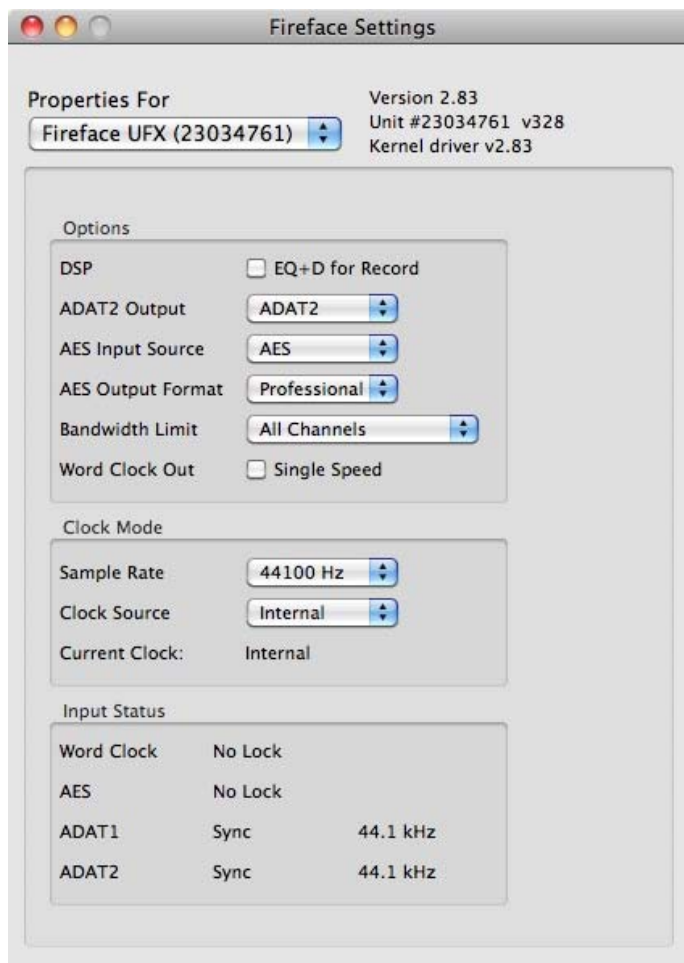 Fireface Settings
Properties For
Fireface UFX (23034761)
Version 2.83
Unit #23034761 v328
Kernel driver v2.83
Options
DSP EQ+D for Record
ADAT2 Output ADAT2
AES Input Source AES
AES Output Format Professional
Bandwidth Limit All Channels
Word Clock Out Single Speed
Clock Mode
Sample Rate 44100 Hz
Clock Source Internal
Current Clock: Internal
Input Status
Word Clock No Lock
AES No Lock
ADAT1 Sync 44.1 kHz
ADAT2 Sync 44.1 kHz